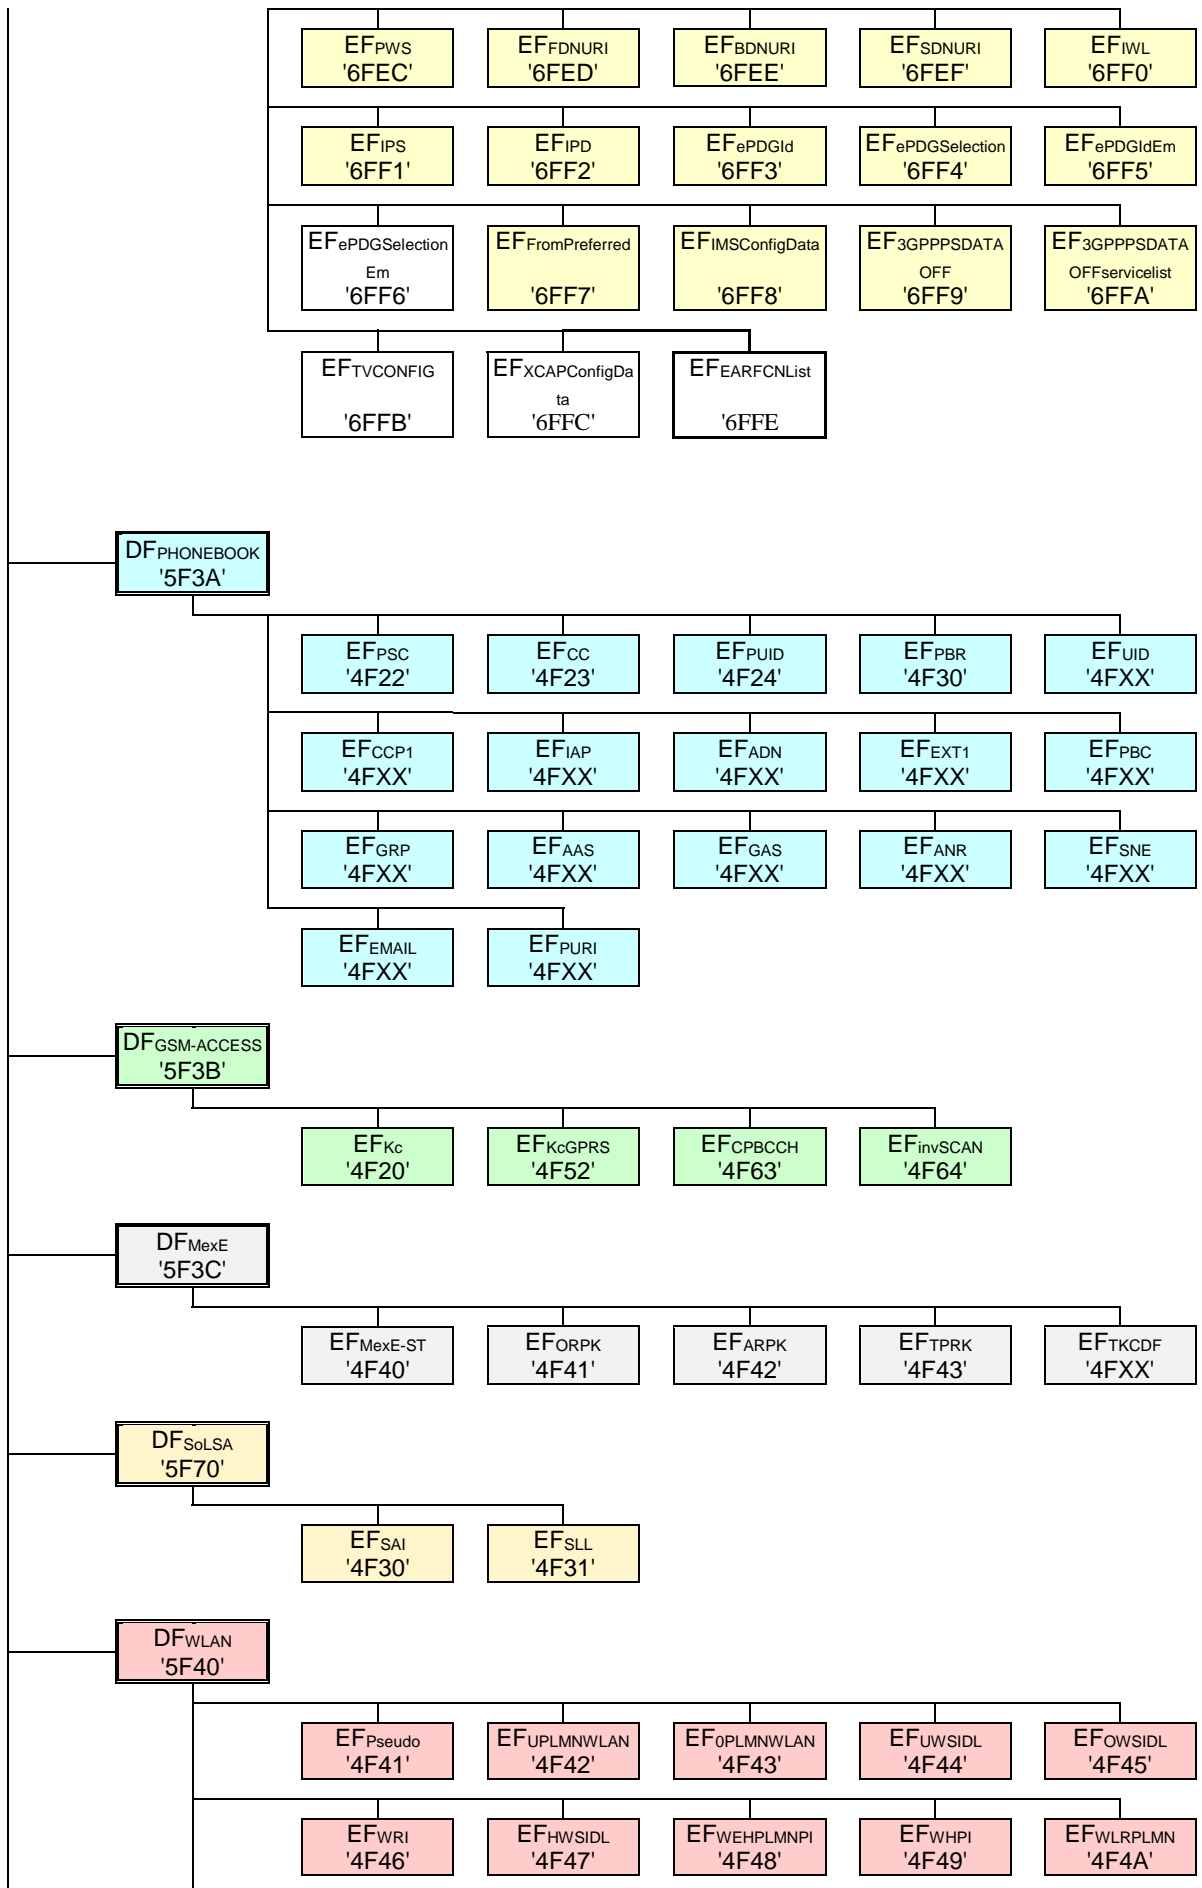 EFPWS EFFDNURI EFBDNURI EFSDNURI EFIWL
'6FEC' '6FED' '6FEE' '6FEF' '6FF0'
EFIPS EFIPD EFePDGId EFePDGSelection EFePDGIdEm
'6FF1' '6FF2' '6FF3' '6FF4' '6FF5'
EFePDGSelection EFFromPreferred EFIMSConfigData EF3GPPPSDATA EF3GPPPSDATA
Em OFF OFFservicelist
'6FF6' '6FF7' '6FF8' '6FF9' '6FFA'
EFTVCONFIG EFXCAPConfigDa EFEARFCNList
ta
'6FFB' '6FFC' '6FFE
DFPHONEBOOK
'5F3A'
EFPSC EFCC EFPUID EFPBR EFUID
'4F22' '4F23' '4F24' '4F30' '4FXX'
EFCCP1 EFIAP EFADN EFEXT1 EFPBC
'4FXX' '4FXX' '4FXX' '4FXX' '4FXX'
EFGRP EFAAS EFGAS EFANR EFSNE
'4FXX' '4FXX' '4FXX' '4FXX' '4FXX'
EFEMAIL EFPURI
'4FXX' '4FXX'
DFGSM-ACCESS
'5F3B'
EFKc EFKcGPRS EFCPBCCH EFinvSCAN
'4F20' '4F52' '4F63' '4F64'
DFMexE
'5F3C'
EFMexE-ST EFORPK EFARPK EFTPRK EFTKCDF
'4F40' '4F41' '4F42' '4F43' '4FXX'
DFSoLSA
'5F70'
EFSAI EFSLL
'4F30' '4F31'
DFWLAN
'5F40'
EFPseudo EFUPLMNWLAN EF0PLMNWLAN EFUWSIDL EFOWSIDL
'4F41' '4F42' '4F43' '4F44' '4F45'
EFWRI EFHWSIDL EFWEHPLMNPI EFWHPI EFWLRPLMN
'4F46' '4F47' '4F48' '4F49' '4F4A'